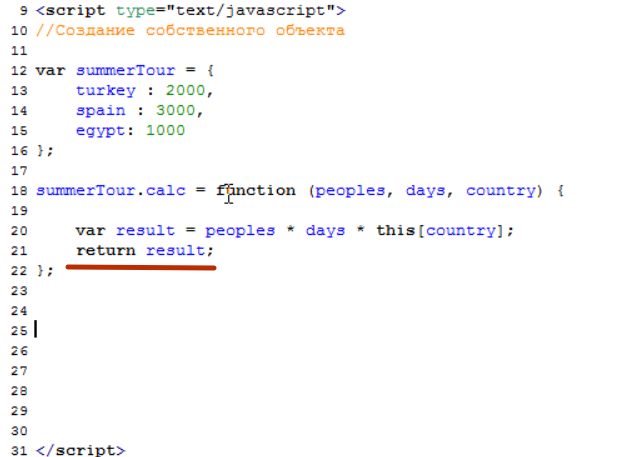 9 <script type="text/javascript">
10 //Создание собственного объекта
11
12 var summerTour = {
13 turkey : 2000,
14 spain : 3000,
15 egypt: 1000
16 };
17
18 summerTour.calc = function (peoples, days, country) {
19
20 var result = peoples * days * this[country];
21 return result;
22 };
23
24
25
26
27
28
29
30
31 </script>